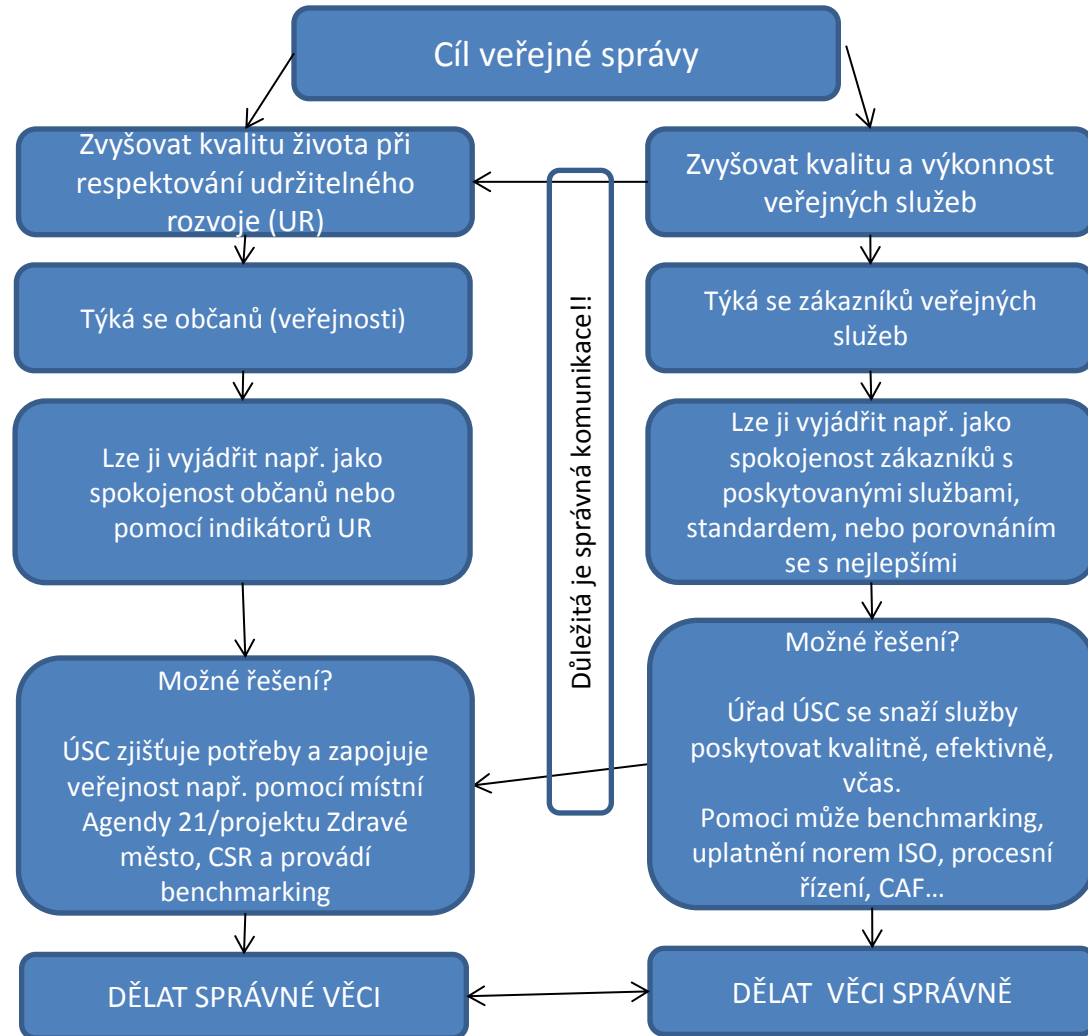 Cíl veřejné správy
Zvyšovat kvalitu života při
respektování udržitelného
rozvoje (UR)
Týká se občanů (veřejnosti)
Lze ji vyjádřit např. jako
spokojenost občanů nebo
pomocí indikátorů UR
Možné řešení?
ÚSC zjišťuje potřeby a zapojuje
veřejnost např. pomocí místní
Agendy 21/projektu Zdravé
město, CSR a provádí
benchmarking
DĚLAT SPRÁVNÉ VĚCI
Důležitá je správná komunikace!!
Zvyšovat kvalitu a výkonnost
veřejných služeb
Týká se zákazníků veřejných
služeb
Lze ji vyjádřit např. jako
spokojenost zákazníků s
poskytovanými službami,
standardem, nebo porovnáním
se s nejlepšími
Možné řešení?
Úřad ÚSC se snaží služby
poskytovat kvalitně, efektivně,
včas.
Pomoci může benchmarking,
uplatnění norem ISO, procesní
řízení, CAF…
DĚLAT  VĚCI SPRÁVNĚ